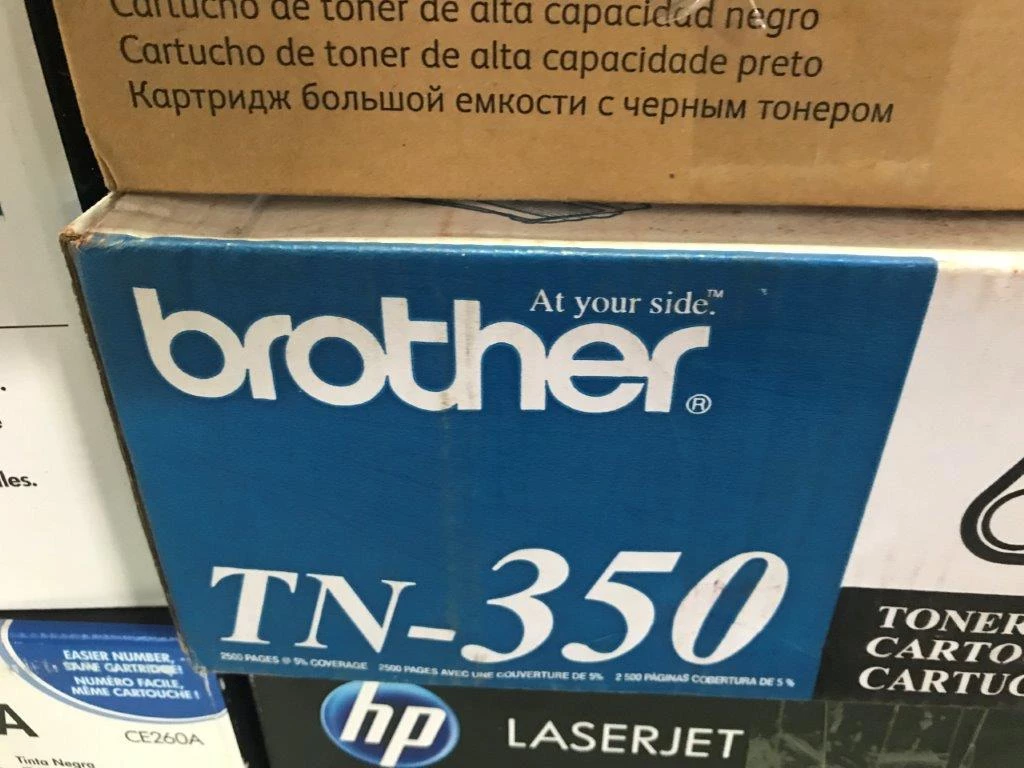 Cartucho de toner de alta capacidad negro
Cartucho de toner de alta capacidade preto
Картридж большой емкости с черным тонером
At your side.™
brother®
TN-350
2500 PAGES @ 5% COVERAGE 2500 PAGES AVEC UNE COUVERTURE DE 5% 2 500 PÁGINAS COBERTURA DE 5 %
TONER
CARTO
CARTUC
les.
EASIER NUMBER,
SAME CARTRIDGE!
NUMÉRO FACILE,
MÊME CARTOUCHE!
A
CE260A
Tinta Negra
hp LASERJET